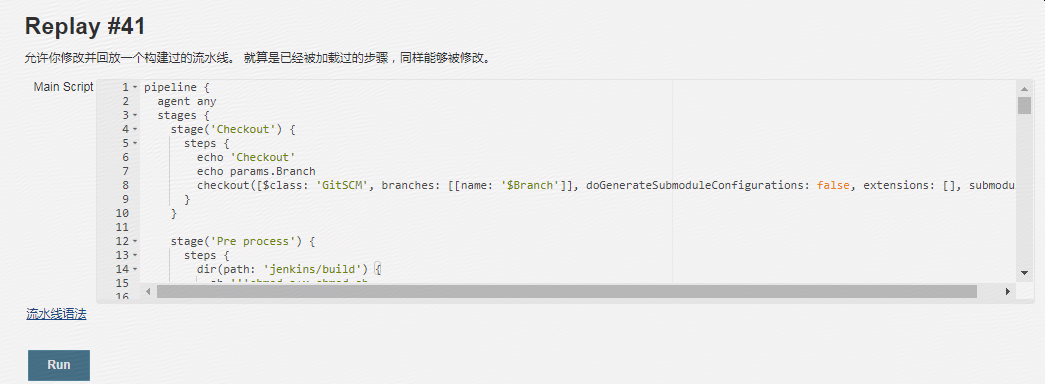 Replay #41
允许你修改并回放一个构建过的流水线。 就算是已经被加载过的步骤，同样能够被修改。
Main Script
1 pipeline {
2 agent any
3 stages {
4 stage('Checkout') {
5 steps {
6 echo 'Checkout'
7 echo params.Branch
8 checkout([$class: 'GitSCM', branches: [[name: '$Branch']], doGenerateSubmoduleConfigurations: false, extensions: [], submodu
9 }
10 }
11
12 stage('Pre process') {
13 steps {
14 dir(path: 'jenkins/build') {
15
16
流水线语法
Run